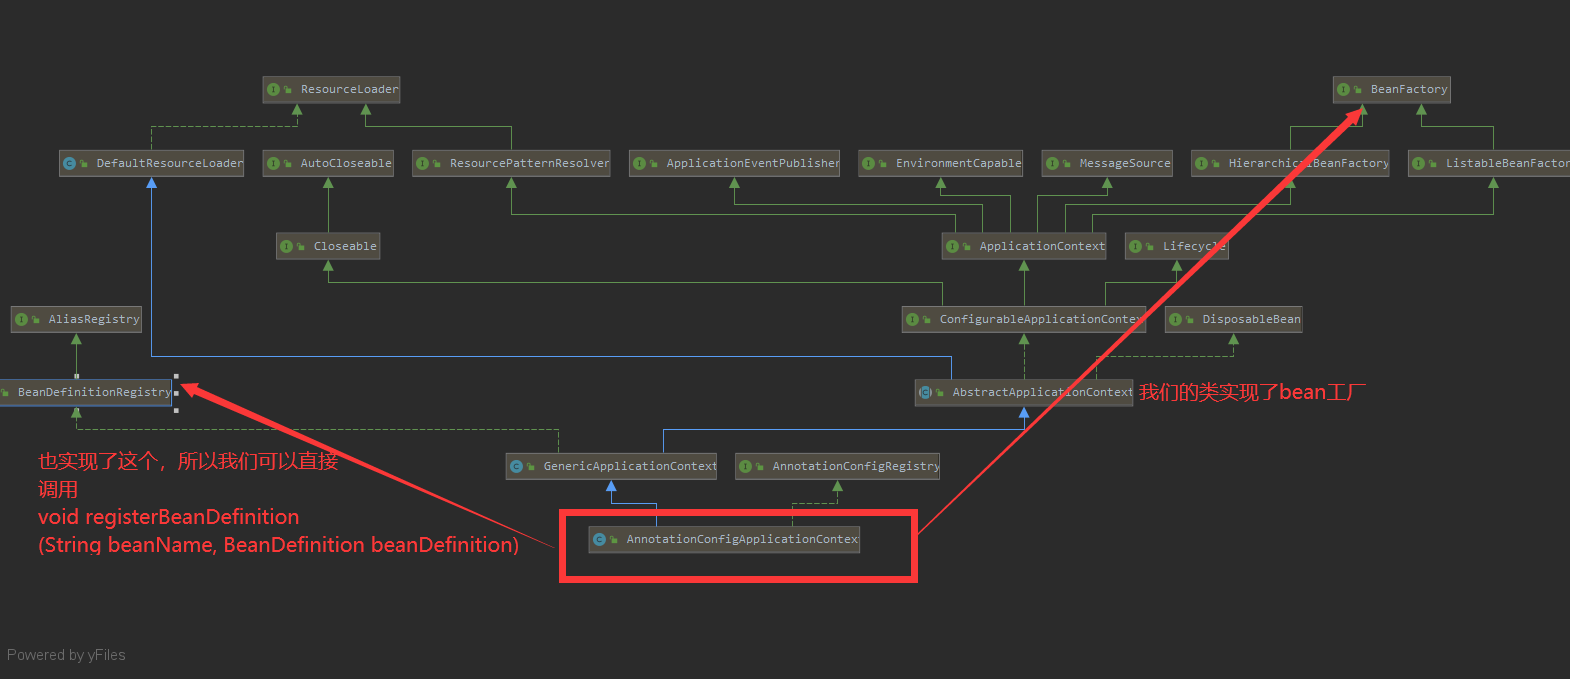 ResourceLoader
BeanFactory
DefaultResourceLoader
AutoCloseable
ResourcePatternResolver
ApplicationEventPublisher
EnvironmentCapable
MessageSource
HierarchicalBeanFactory
ListableBeanFactor
Closeable
ApplicationContext
Lifecycle
AliasRegistry
ConfigurableApplicationContex
DisposableBean
BeanDefinitionRegistry
AbstractApplicationContext
我们的类实现了bean工厂
GenericApplicationContext
AnnotationConfigRegistry
也实现了这个，所以我们可以直接
调用
void registerBeanDefinition
(String beanName, BeanDefinition beanDefinition)
AnnotationConfigApplicationContex
Powered by yFiles